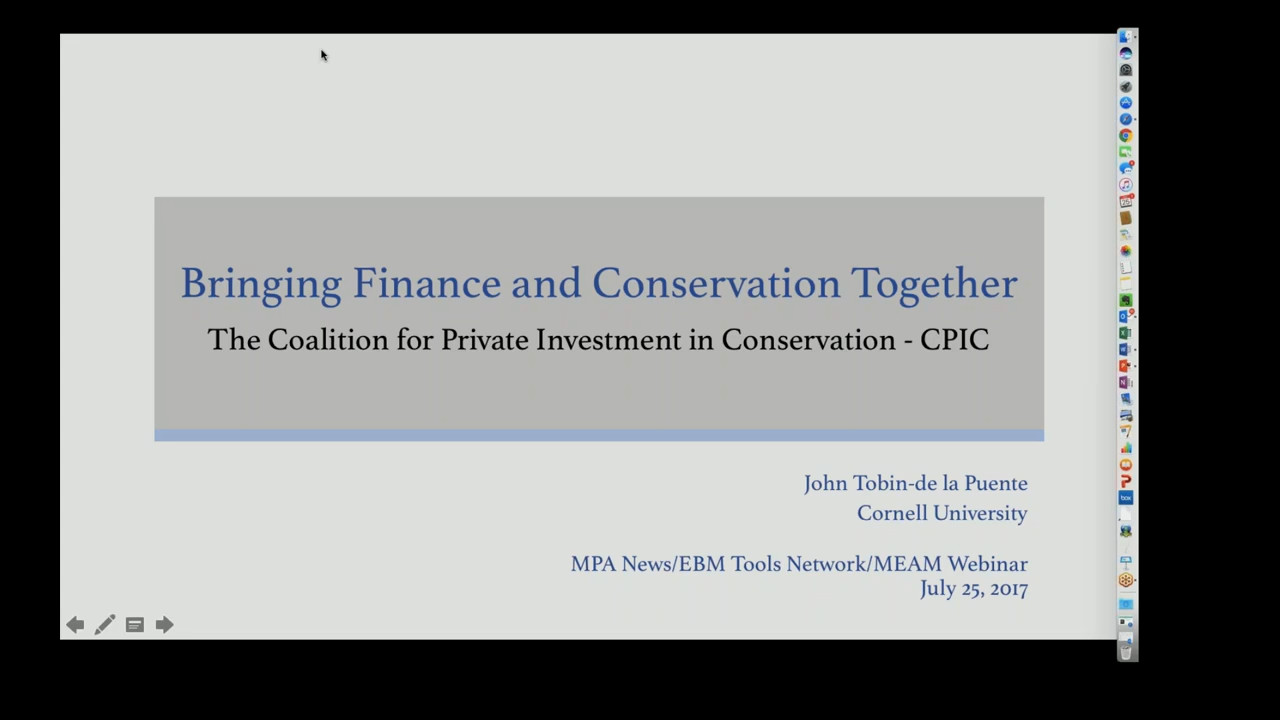 Bringing Finance and Conservation Together
The Coalition for Private Investment in Conservation - CPIC
John Tobin-de la Puente
Cornell University
MPA News/EBM Tools Network/MEAM Webinar
July 25, 2017